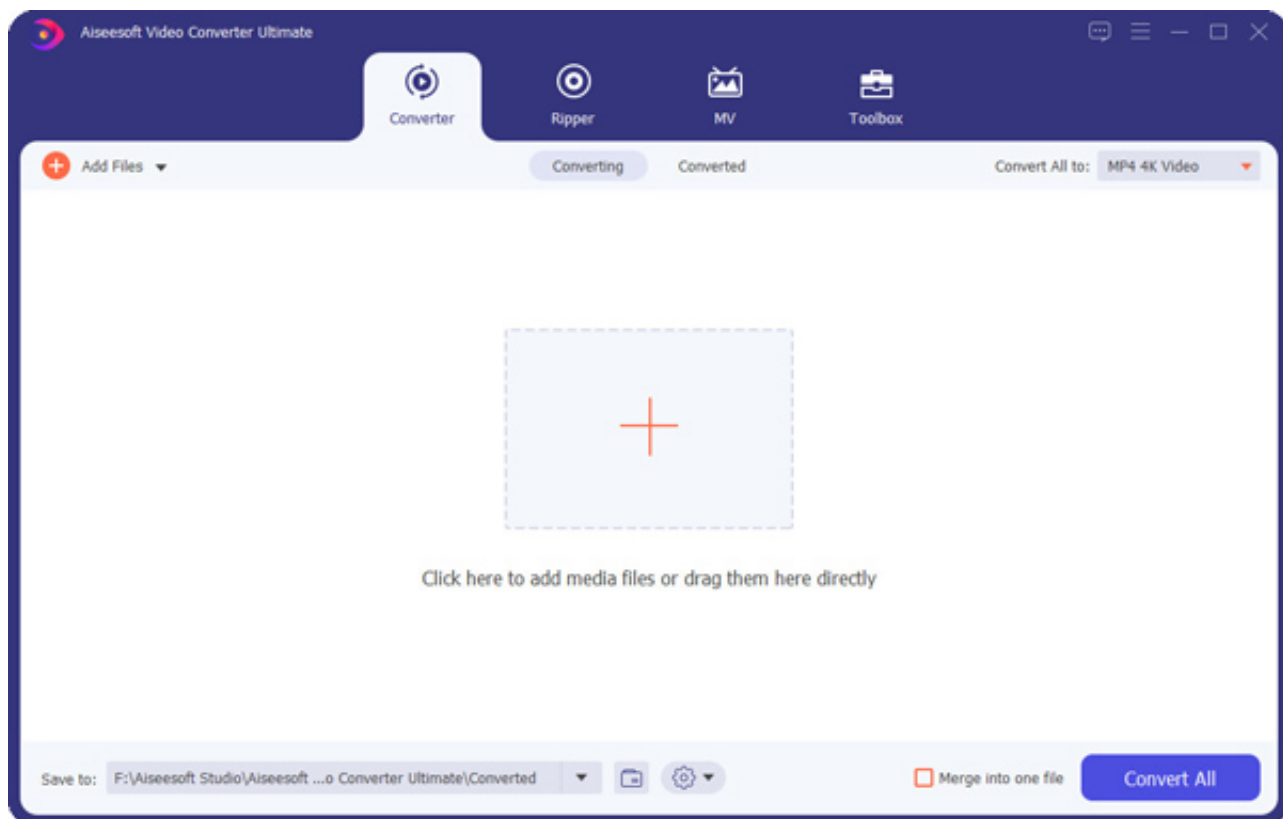 Aiseesoft Video Converter Ultimate
Converter
Ripper
MV
Toolbox
Add Files
Converting
Converted
Convert All to:
MP4 4K Video
Click here to add media files or drag them here directly
Save to:
F:\Aiseesoft Studio\Aiseesoft ...o Converter Ultimate\Converted
Merge into one file
Convert All